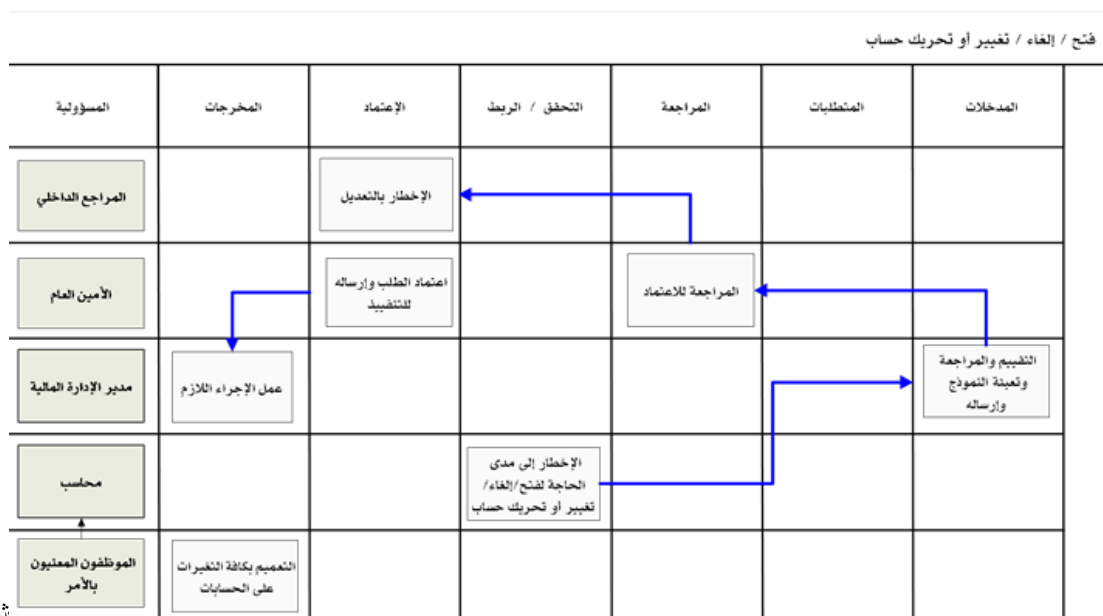 فتح / إلغاء / تغيير أو تحريك حساب
المدخلات
المتطلبات
المراجعة
التحقق / الربط
الإعتماد
المخرجات
المسؤولية
الإخطار بالتعديل
المراجع الداخلي
المراجعة للاعتماد
اعتماد الطلب وإرساله
للتنفييذ
الأمين العام
التقييم والمراجعة
وتعبئة النموذج
وإرساله
عمل الإجراء اللازم
مدير الإدارة المالية
الإخطار إلى مدى
الحاجة لفتح/إلغاء/
تغيير أو تحريك حساب
محاسب
التعميم بكافة التغيرات
على الحسابات
الموظفون المعنيون
بالأمر